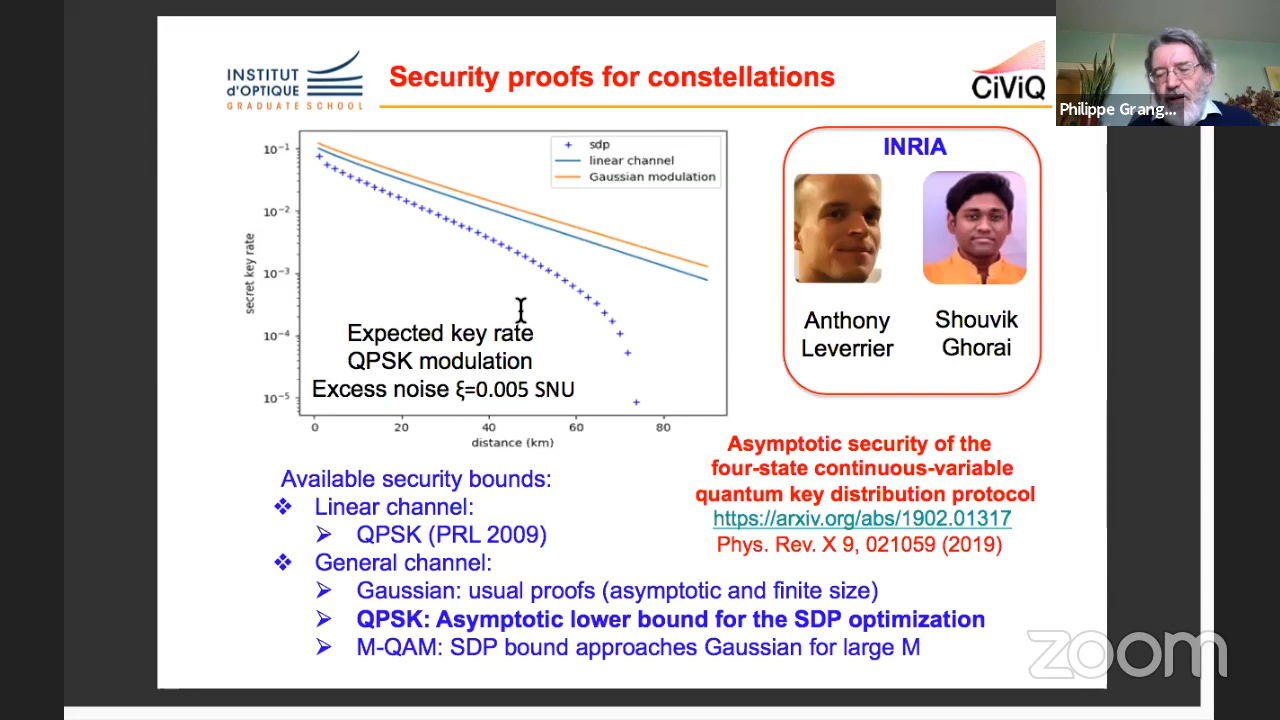 INSTITUT
d'OPTIQUE
GRADUATE SCHOOL
Security proofs for constellations
CiViQ
Philippe Grang...
sdp
linear channel
Gaussian modulation
10⁻¹
10⁻²
10⁻³
10⁻⁴
10⁻⁵
secret key rate
Expected key rate
QPSK modulation
Excess noise ξ=0.005 SNU
0 20 40 60 80
distance (km)
INRIA
Anthony
Leverrier
Shouvik
Ghorai
Asymptotic security of the
four-state continuous-variable
quantum key distribution protocol
https://arxiv.org/abs/1902.01317
Phys. Rev. X 9, 021059 (2019)
Available security bounds:
❖ Linear channel:
➢ QPSK (PRL 2009)
❖ General channel:
➢ Gaussian: usual proofs (asymptotic and finite size)
➢ QPSK: Asymptotic lower bound for the SDP optimization
➢ M-QAM: SDP bound approaches Gaussian for large M
zoom